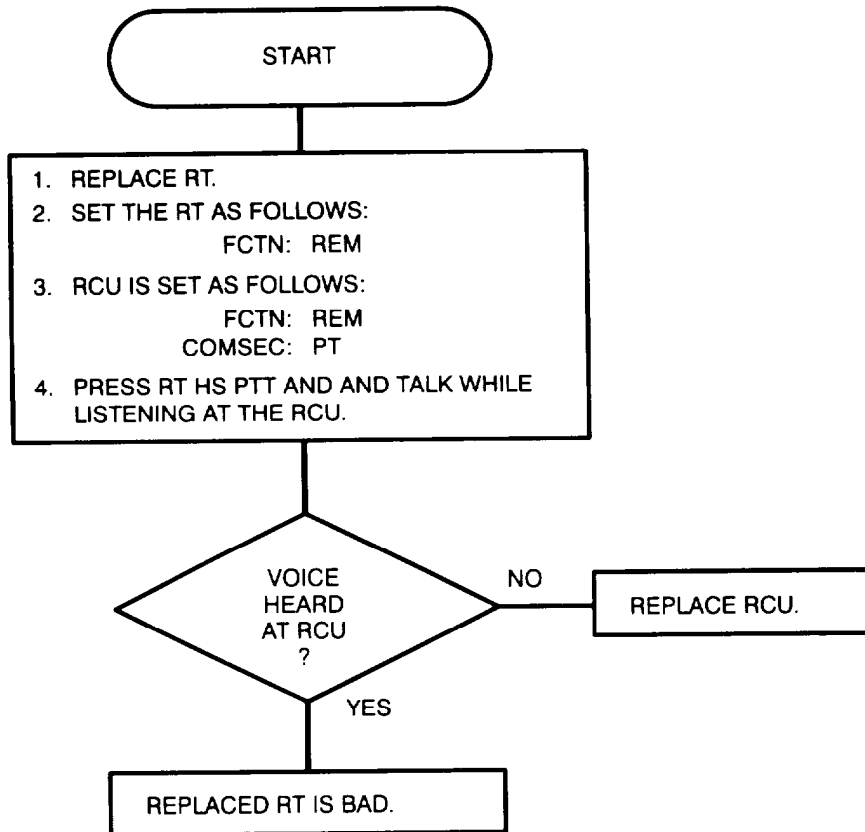 START
1. REPLACE RT.
2. SET THE RT AS FOLLOWS:
FCTN: REM
3. RCU IS SET AS FOLLOWS:
FCTN: REM
COMSEC: PT
4. PRESS RT HS PTT AND AND TALK WHILE
LISTENING AT THE RCU.
VOICE
HEARD
AT RCU
?
NO
REPLACE RCU.
YES
REPLACED RT IS BAD.